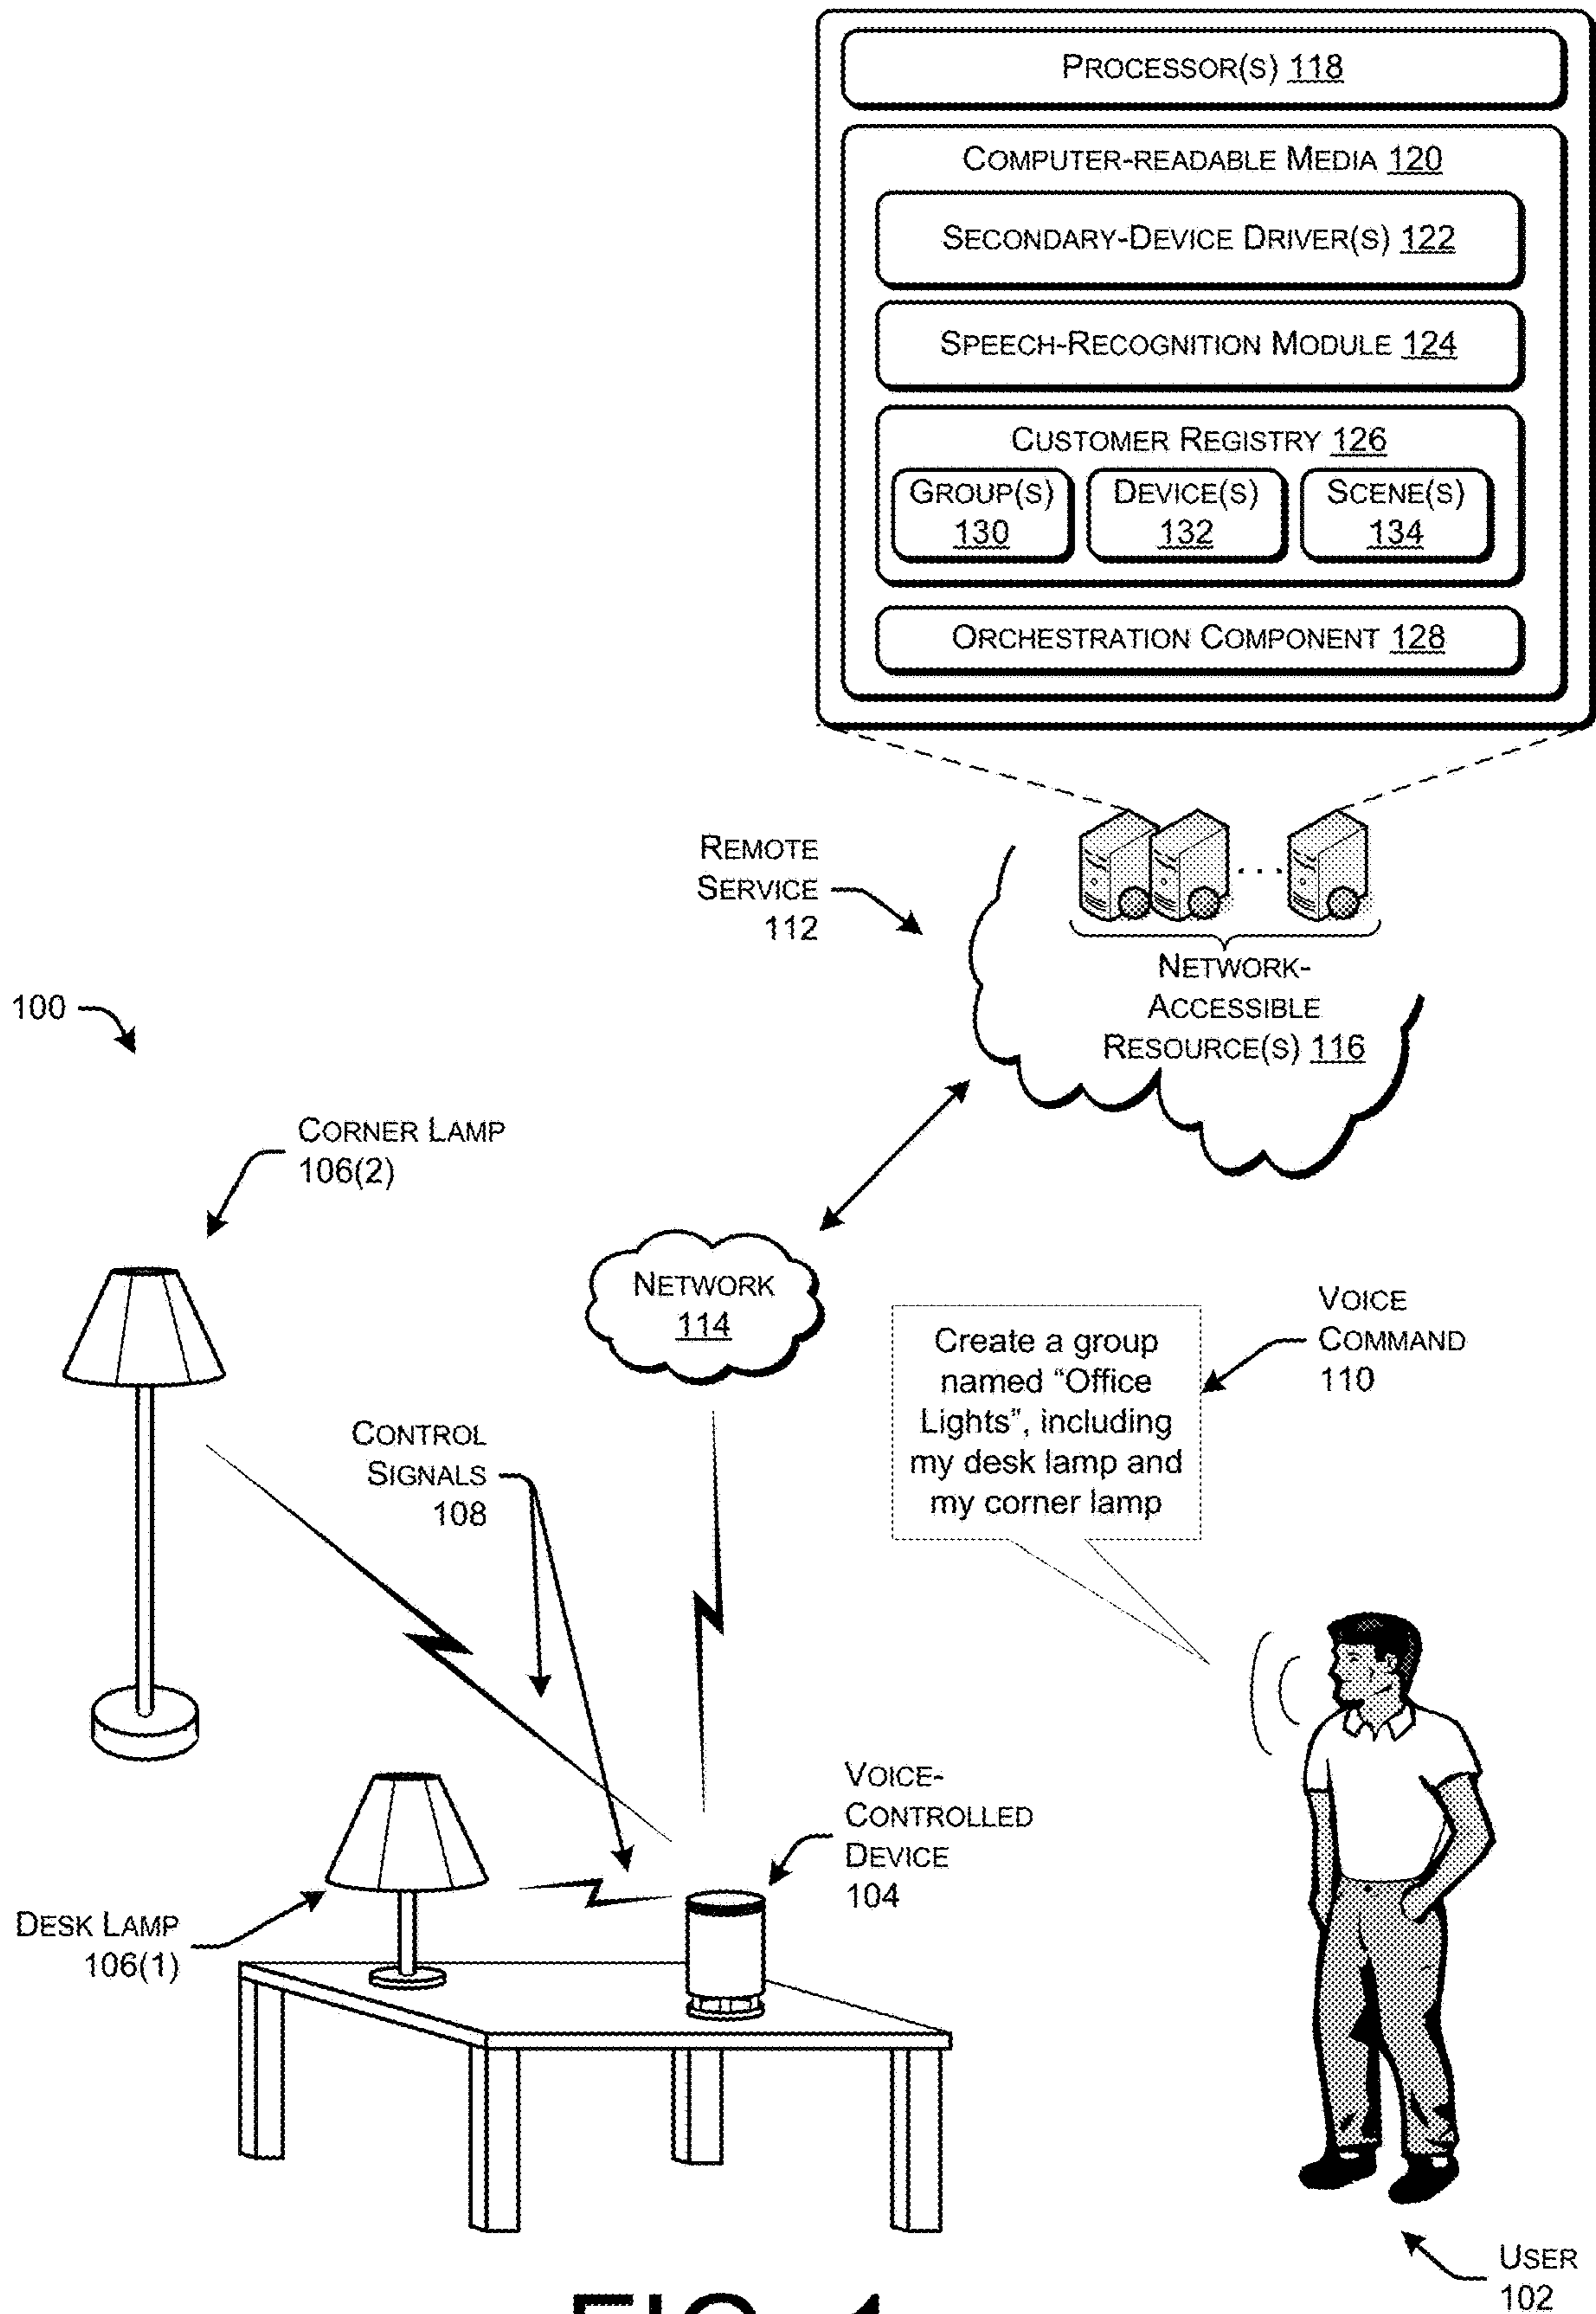 PROCESSOR(S) 118
COMPUTER-READABLE MEDIA 120
SECONDARY-DEVICE DRIVER(S) 122
SPEECH-RECOGNITION MODULE 124
CUSTOMER REGISTRY 126
GROUP(S)
130
DEVICE(S)
132
SCENE(S)
134
ORCHESTRATION COMPONENT 128
REMOTE
SERVICE
112
...
NETWORK-
ACCESSIBLE
RESOURCE(S) 116
100
CORNER LAMP
106(2)
NETWORK
114
VOICE
COMMAND
110
Create a group
named “Office
Lights”, including
my desk lamp and
my corner lamp
CONTROL
SIGNALS
108
VOICE-
CONTROLLED
DEVICE
104
DESK LAMP
106(1)
USER
102
FIG. 1